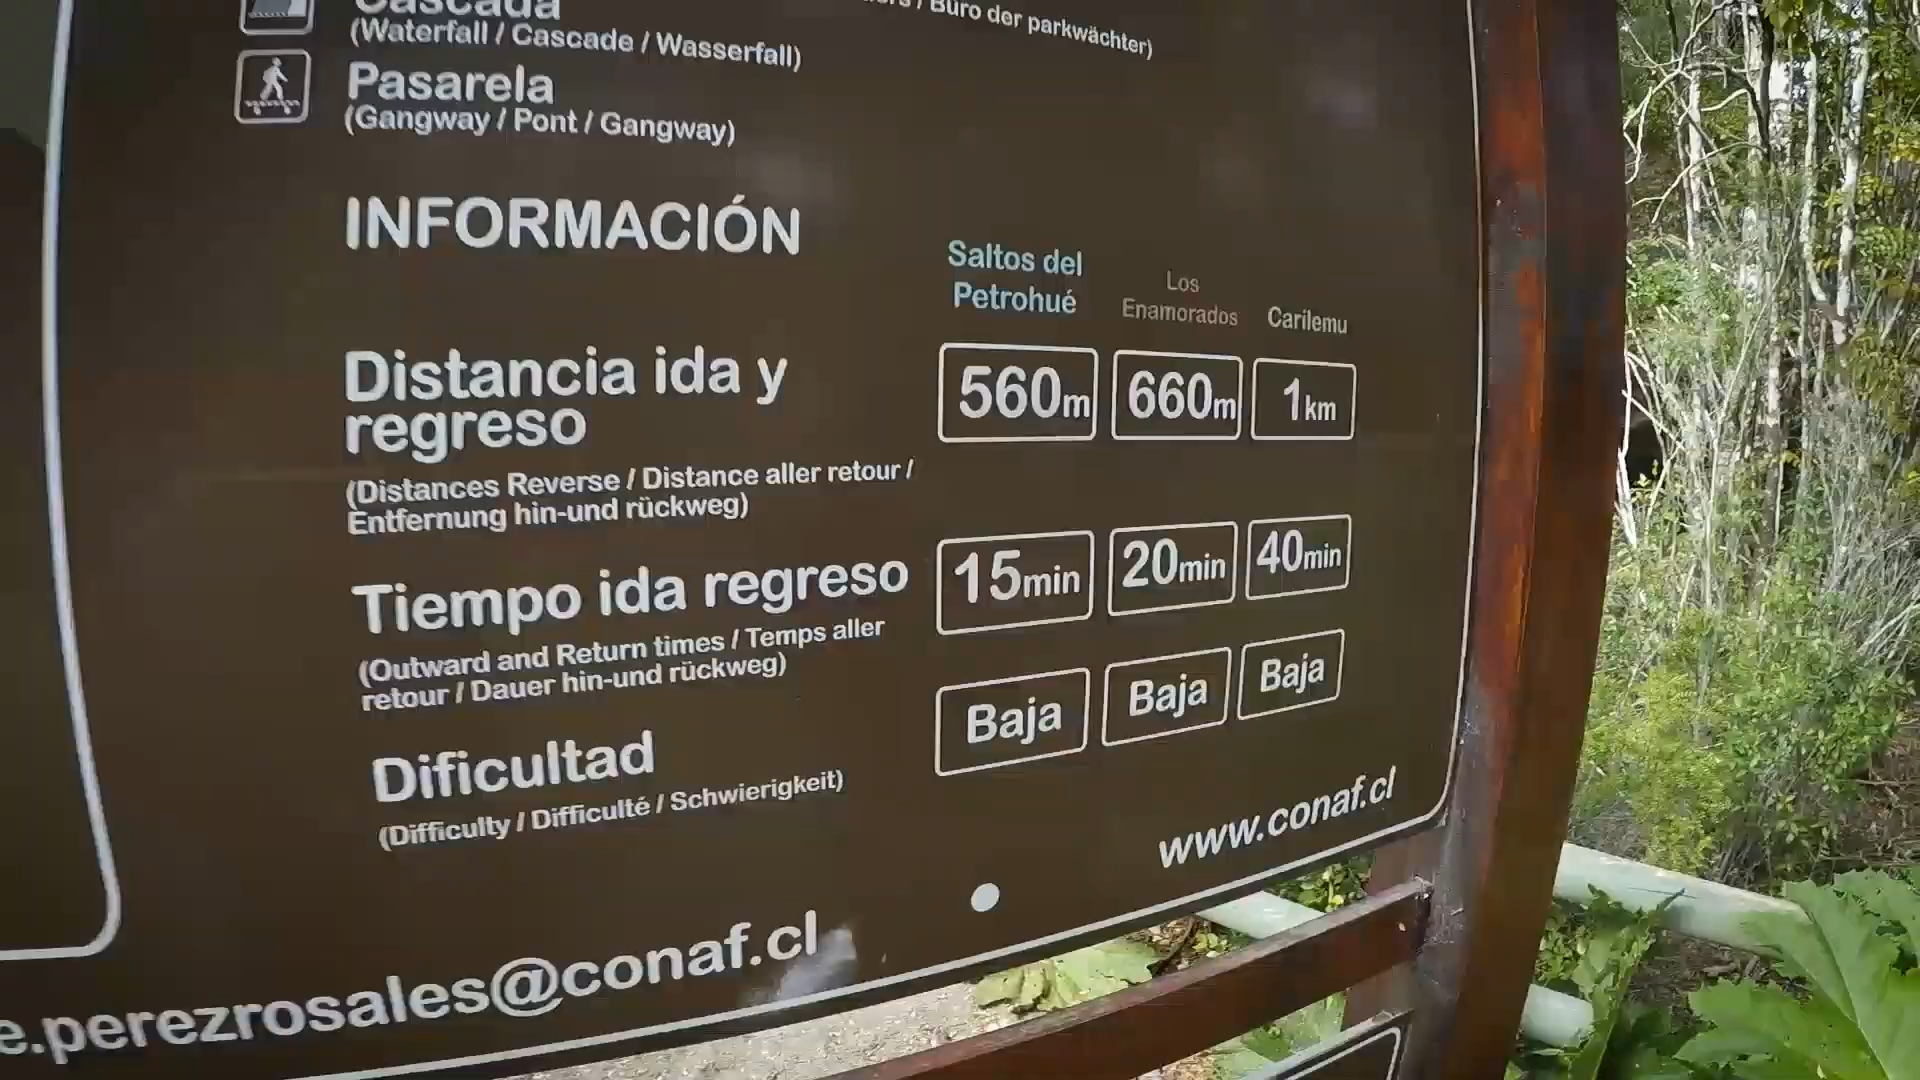 Cascada
(Waterfall / Cascade / Wasserfall)
/ Büro der parkwächter)
Pasarela
(Gangway / Pont / Gangway)
INFORMACIÓN
Saltos del
Petrohué
Los
Enamorados
Carilemu
Distancia ida y
regreso
(Distances Reverse / Distance aller retour /
Entfernung hin-und rückweg)
560m
660m
1km
Tiempo ida regreso
(Outward and Return times / Temps aller
retour / Dauer hin-und rückweg)
15min
20min
40min
Dificultad
(Difficulty / Difficulté / Schwierigkeit)
Baja
Baja
Baja
www.conaf.cl
e.perezrosales@conaf.cl